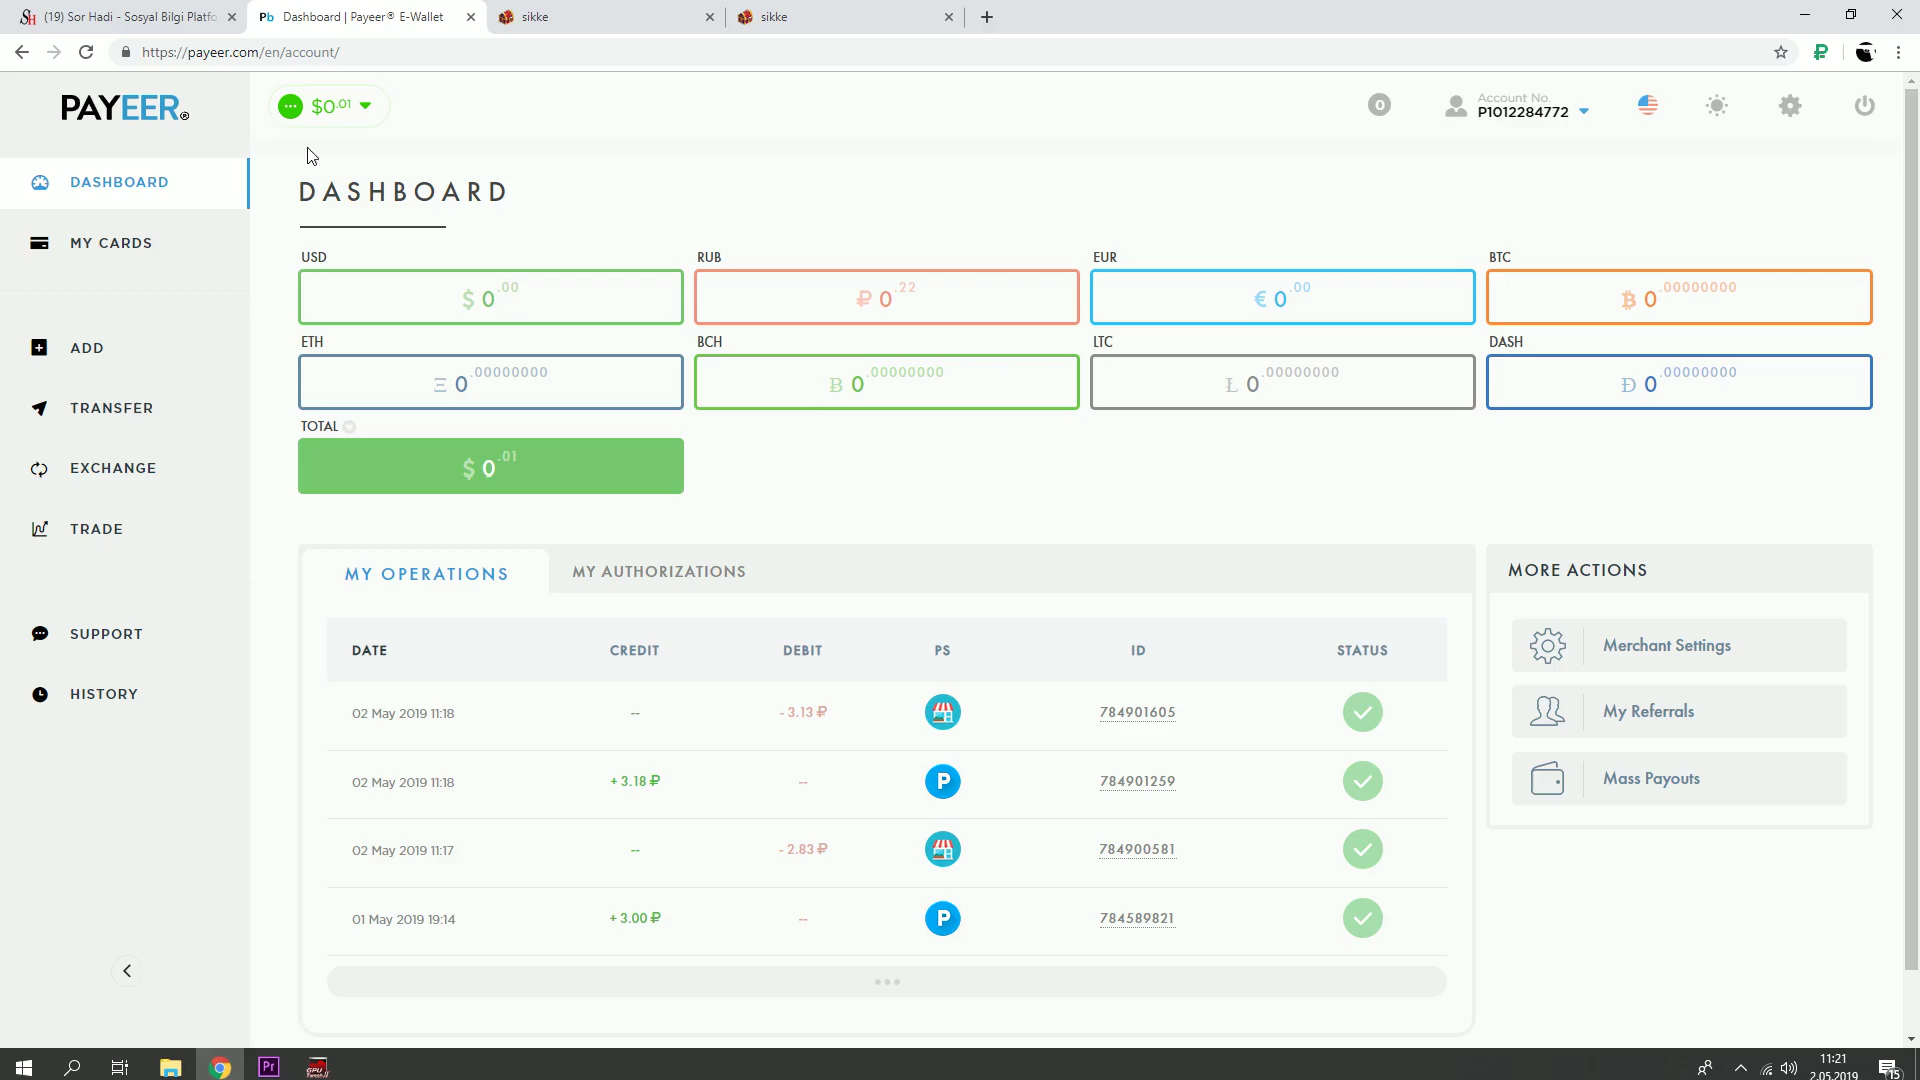 (19) Sor Hadi - Sosyal Bilgi Platfo
Pb Dashboard | Payeer® E-Wallet
sikke
sikke
https://payeer.com/en/account/
PAYEER®
$0.01
0
Account No.
P1012284772
DASHBOARD
MY CARDS
ADD
TRANSFER
EXCHANGE
TRADE
SUPPORT
HISTORY
DASHBOARD
USD RUB EUR BTC
$ 0.00 ₽ 0.22 € 0.00 Ƀ 0.00000000
ETH BCH LTC DASH
Ξ 0.00000000 Ƀ 0.00000000 Ł 0.00000000 Đ 0.00000000
TOTAL
$ 0.01
MY OPERATIONS MY AUTHORIZATIONS
DATE CREDIT DEBIT PS ID STATUS
02 May 2019 11:18 -- - 3.13 ₽ 784901605
02 May 2019 11:18 + 3.18 ₽ -- P 784901259
02 May 2019 11:17 -- - 2.83 ₽ 784900581
01 May 2019 19:14 + 3.00 ₽ -- P 784589821
MORE ACTIONS
Merchant Settings
My Referrals
Mass Payouts
Pr
GPU
11:21
2.05.2019
15